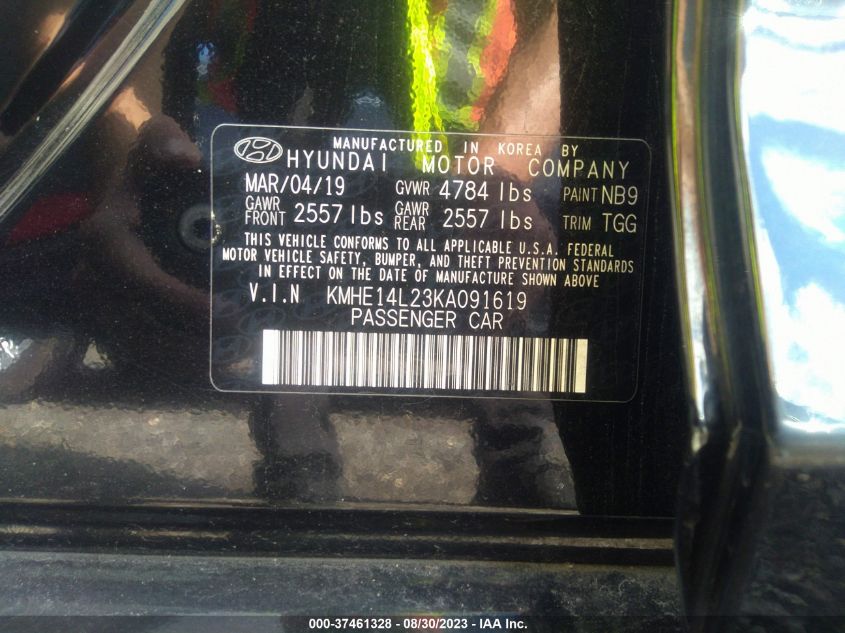 MANUFACTURED IN KOREA BY
HYUNDAI MOTOR COMPANY
MAR/04/19 GVWR 4784 lbs PAINT NB9
GAWR FRONT 2557 lbs GAWR REAR 2557 lbs TRIM TGG
THIS VEHICLE CONFORMS TO ALL APPLICABLE U.S.A. FEDERAL
MOTOR VEHICLE SAFETY, BUMPER, AND THEFT PREVENTION STANDARDS
IN EFFECT ON THE DATE OF MANUFACTURE SHOWN ABOVE
V.I.N KMHE14L23KA091619
PASSENGER CAR
000-37461328 - 08/30/2023 - IAA Inc.